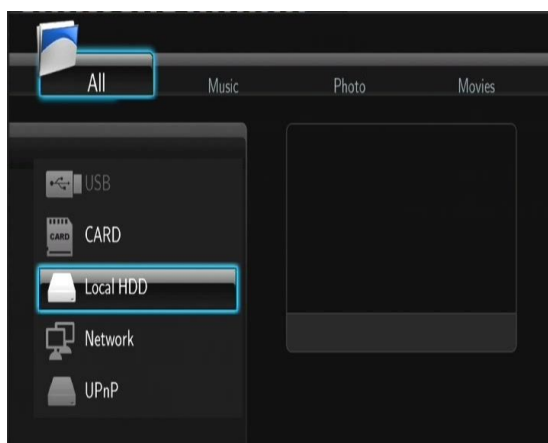 All
Music
Photo
Movies
USB
CARD
CARD
Local HDD
Network
UPnP